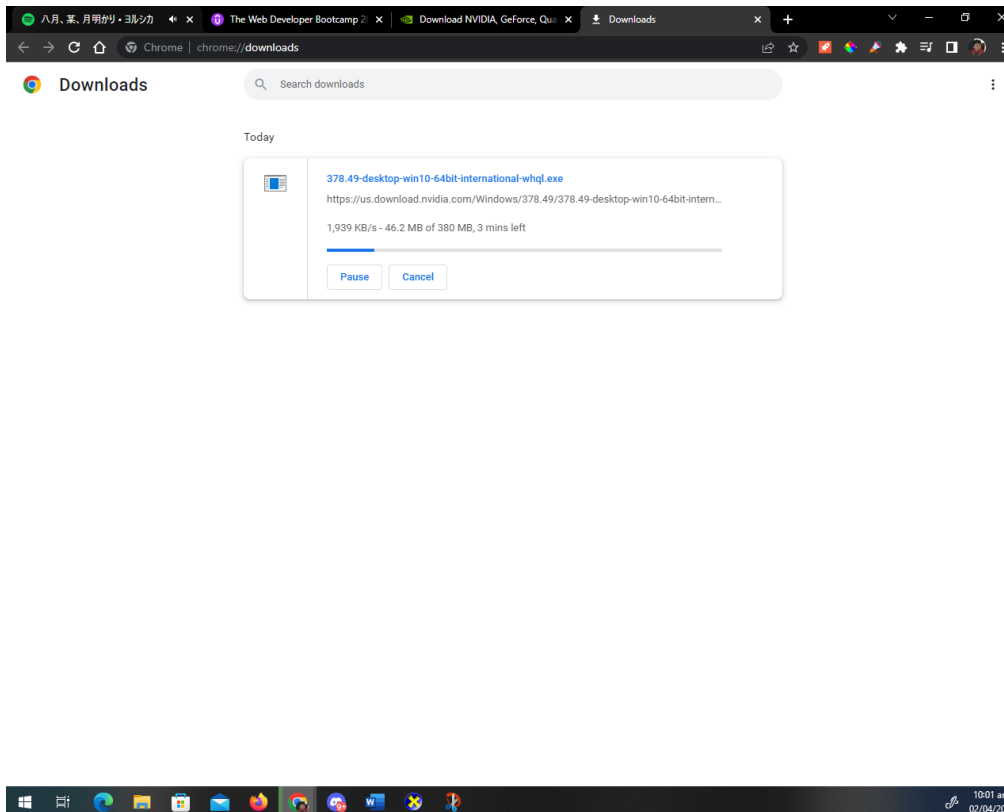 八月、某、月明かり • ヨルシカ
The Web Developer Bootcamp 2
Download NVIDIA, GeForce, Qua
Downloads
Chrome | chrome://downloads
Downloads
Search downloads
Today
378.49-desktop-win10-64bit-international-whql.exe
https://us.download.nvidia.com/Windows/378.49/378.49-desktop-win10-64bit-intern...
1,939 KB/s - 46.2 MB of 380 MB, 3 mins left
Pause
Cancel
10:01 a
02/04/20